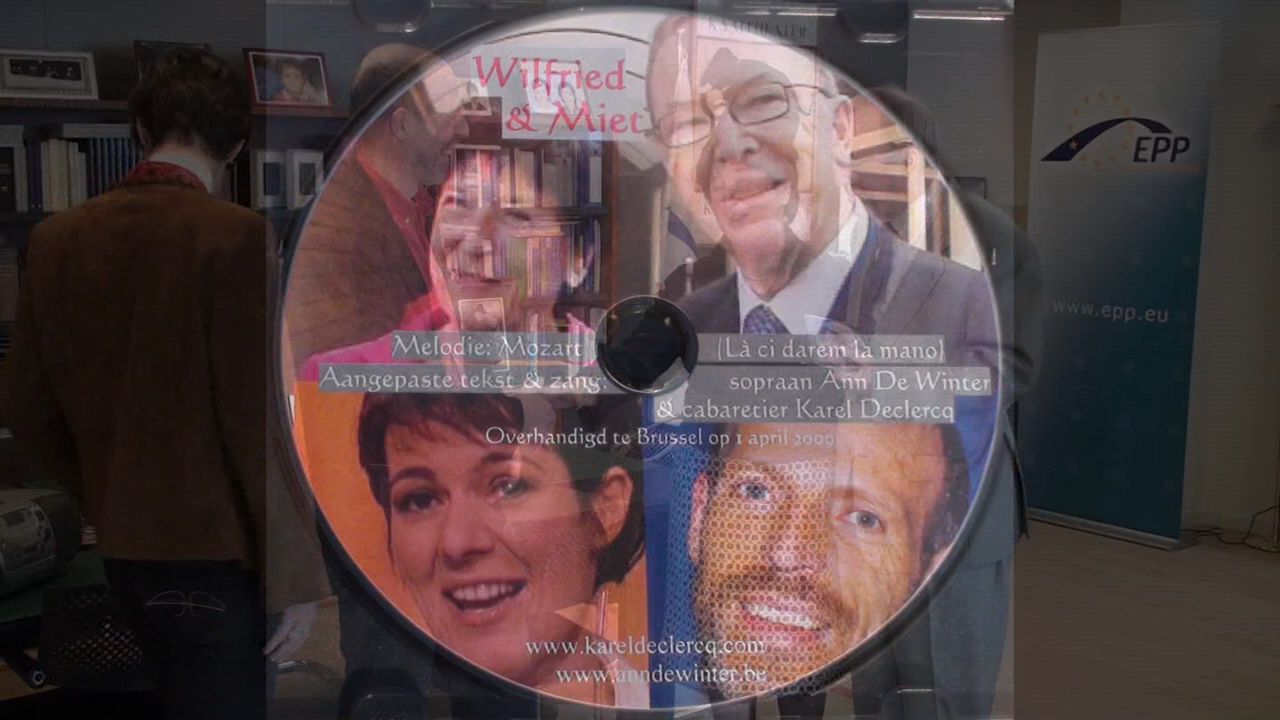 KAAITHEATER
Wilfried
& Miet
EPP
www.epp.eu
Melodie: Mozart (Là ci darem la mano)
Aangepaste tekst & zang: sopraan Ann De Winter
& cabaretier Karel Declercq
Overhandigd te Brussel op 1 april 2009
www.kareldeclercq.com
www.anndewinter.be